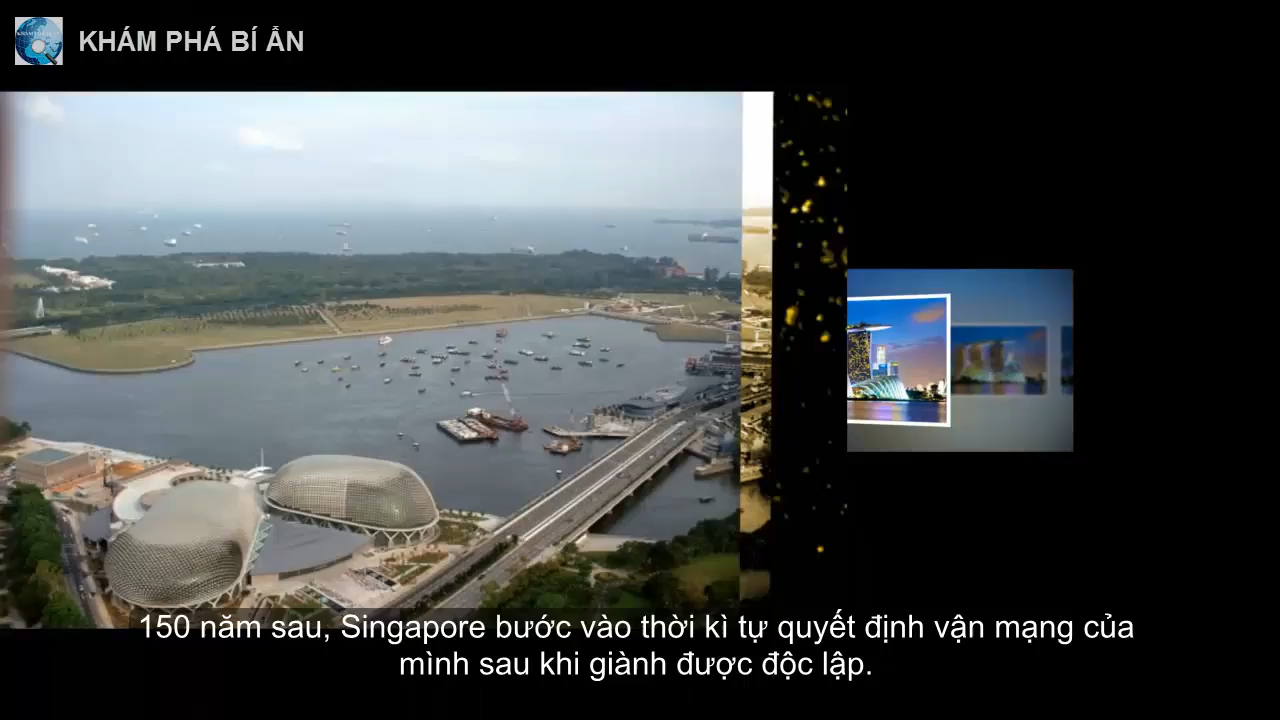 KHÁM PHÁ BÍ ẨN
150 năm sau, Singapore bước vào thời kì tự quyết định vận mạng của
mình sau khi giành được độc lập.